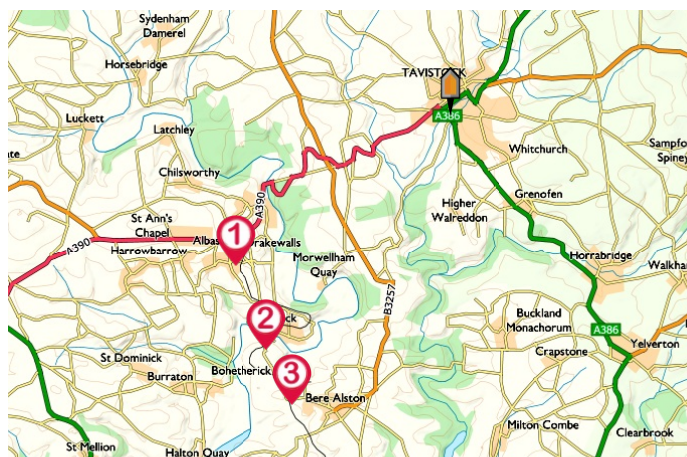 Sydenham
Damerel
Horsebridge
TAVISTOCK
A386
Luckett
Latchley
Whitchurch
Sampfo
Spiney
Chilsworthy
Grenofen
Higher
Walreddon
A390
St Ann's
Chapel
A390
Harrowbarrow
1
Morwellham
Quay
Horrabridge
Walkha
B3257
2
Buckland
Monachorum
A386
Yelverton
Crapstone
St Dominick
Bohetherick
Burraton
3
Bere Alston
Milton Combe
Clearbrook
St Mellion
Halton Quay